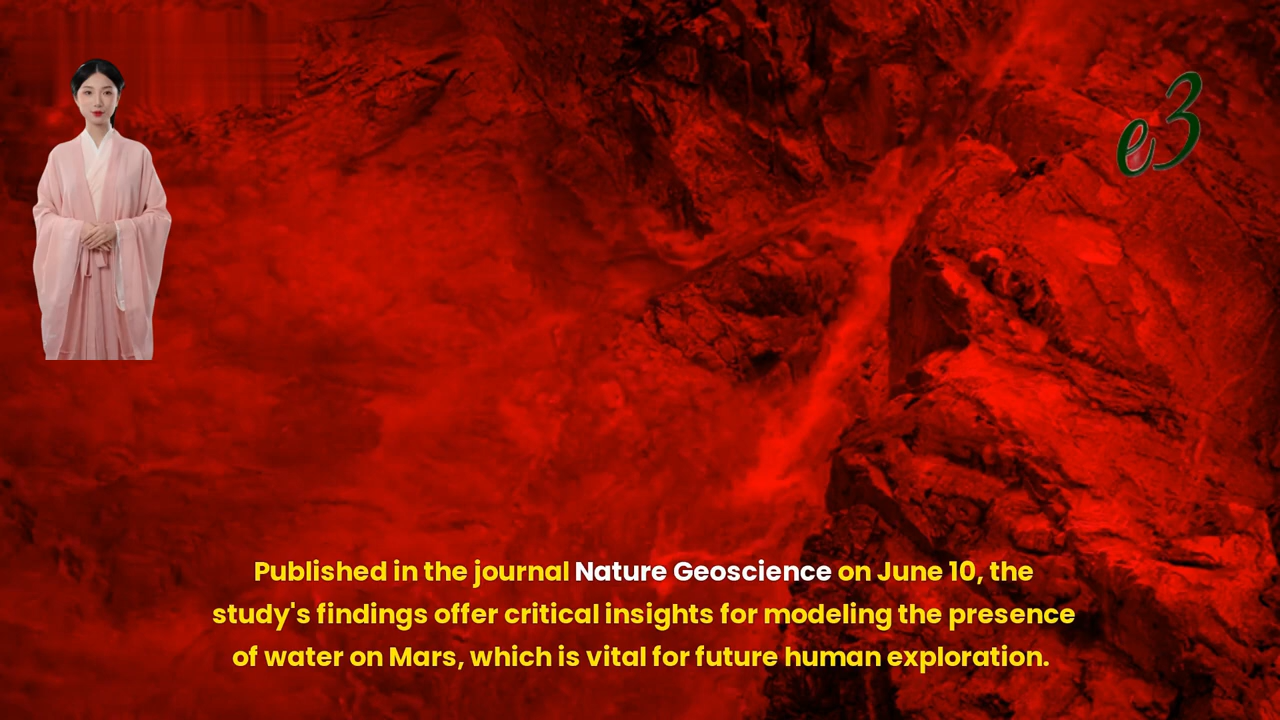 e3
Published in the journal Nature Geoscience on June 10, the
study's findings offer critical insights for modeling the presence
of water on Mars, which is vital for future human exploration.